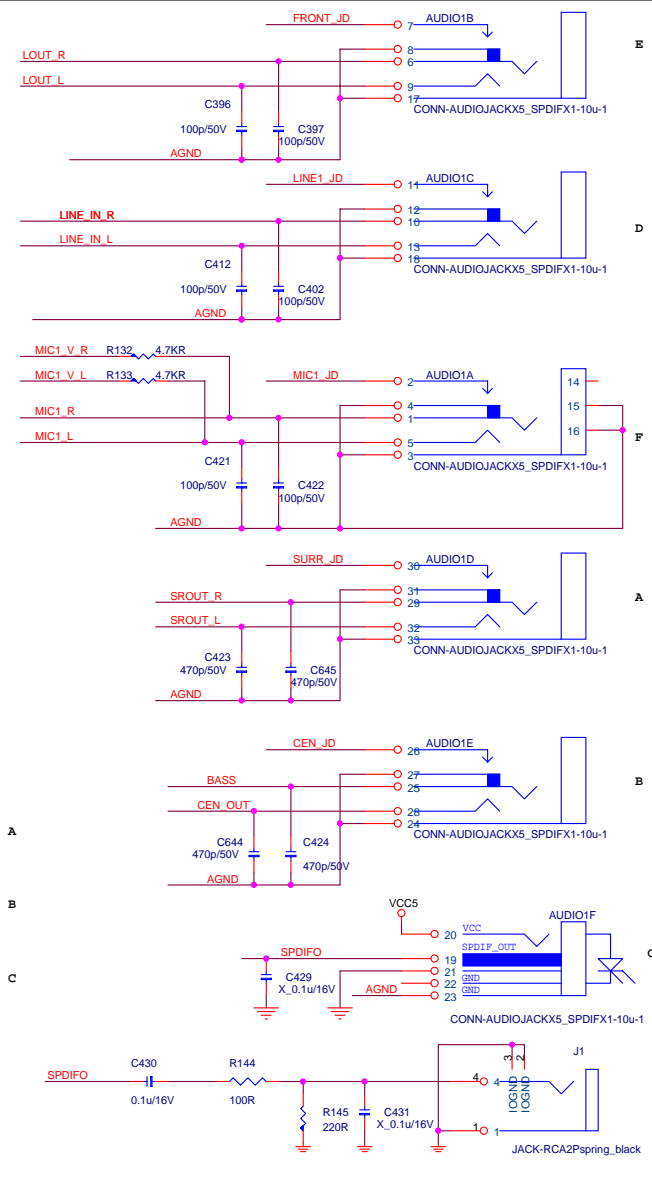 FRONT_JD 7 AUDIO1B
E
8
LOUT_R 6
LOUT_L 9
17
C396 CONN-AUDIOJACKX5_SPDIFX1-10u-1
100p/50V C397
100p/50V
AGND
LINE1_JD 11 AUDIO1C
12
LINE_IN_R 10 D
LINE_IN_L 13
18
C412 CONN-AUDIOJACKX5_SPDIFX1-10u-1
100p/50V C402
100p/50V
AGND
MIC1_V_R R132 4.7KR
MIC1_V_L R133 4.7KR MIC1_JD 2 AUDIO1A 14
4 15
MIC1_R 1
16
MIC1_L 5 F
3
C421 CONN-AUDIOJACKX5_SPDIFX1-10u-1
100p/50V C422
100p/50V
AGND
SURR_JD 30 AUDIO1D
31
SROUT_R 29 A
SROUT_L 32
33
C423 CONN-AUDIOJACKX5_SPDIFX1-10u-1
470p/50V C645
470p/50V
AGND
CEN_JD 26 AUDIO1E
27
BASS 25 B
CEN_OUT 28
24
A
C644 C424 CONN-AUDIOJACKX5_SPDIFX1-10u-1
470p/50V 470p/50V
AGND
B
VCC5
AUDIO1F
20 VCC
SPDIFO 19 SPDIF_OUT
C
C429 21
X_0.1u/16V 22 GND
AGND 23 GND
CONN-AUDIOJACKX5_SPDIFX1-10u-1
C430 R144 3 2 J1
SPDIFO 4 4 IOGND IOGND
0.1u/16V 100R
R145 C431
220R X_0.1u/16V 1 1
JACK-RCA2Pspring_black